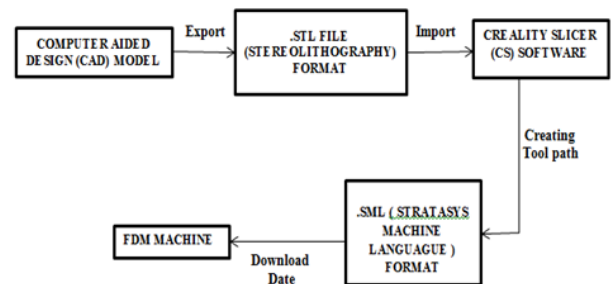 COMPUTER AIDED
DESIGN (CAD) MODEL
Export
.STL FILE
(STEREOLITHOGRAPHY)
FORMAT
Import
CREALITY SLICER
(CS) SOFTWARE
Creating
Tool path
.SML ( STRATASYS
MACHINE
LANGUAGUE )
FORMAT
Download
Date
FDM MACHINE